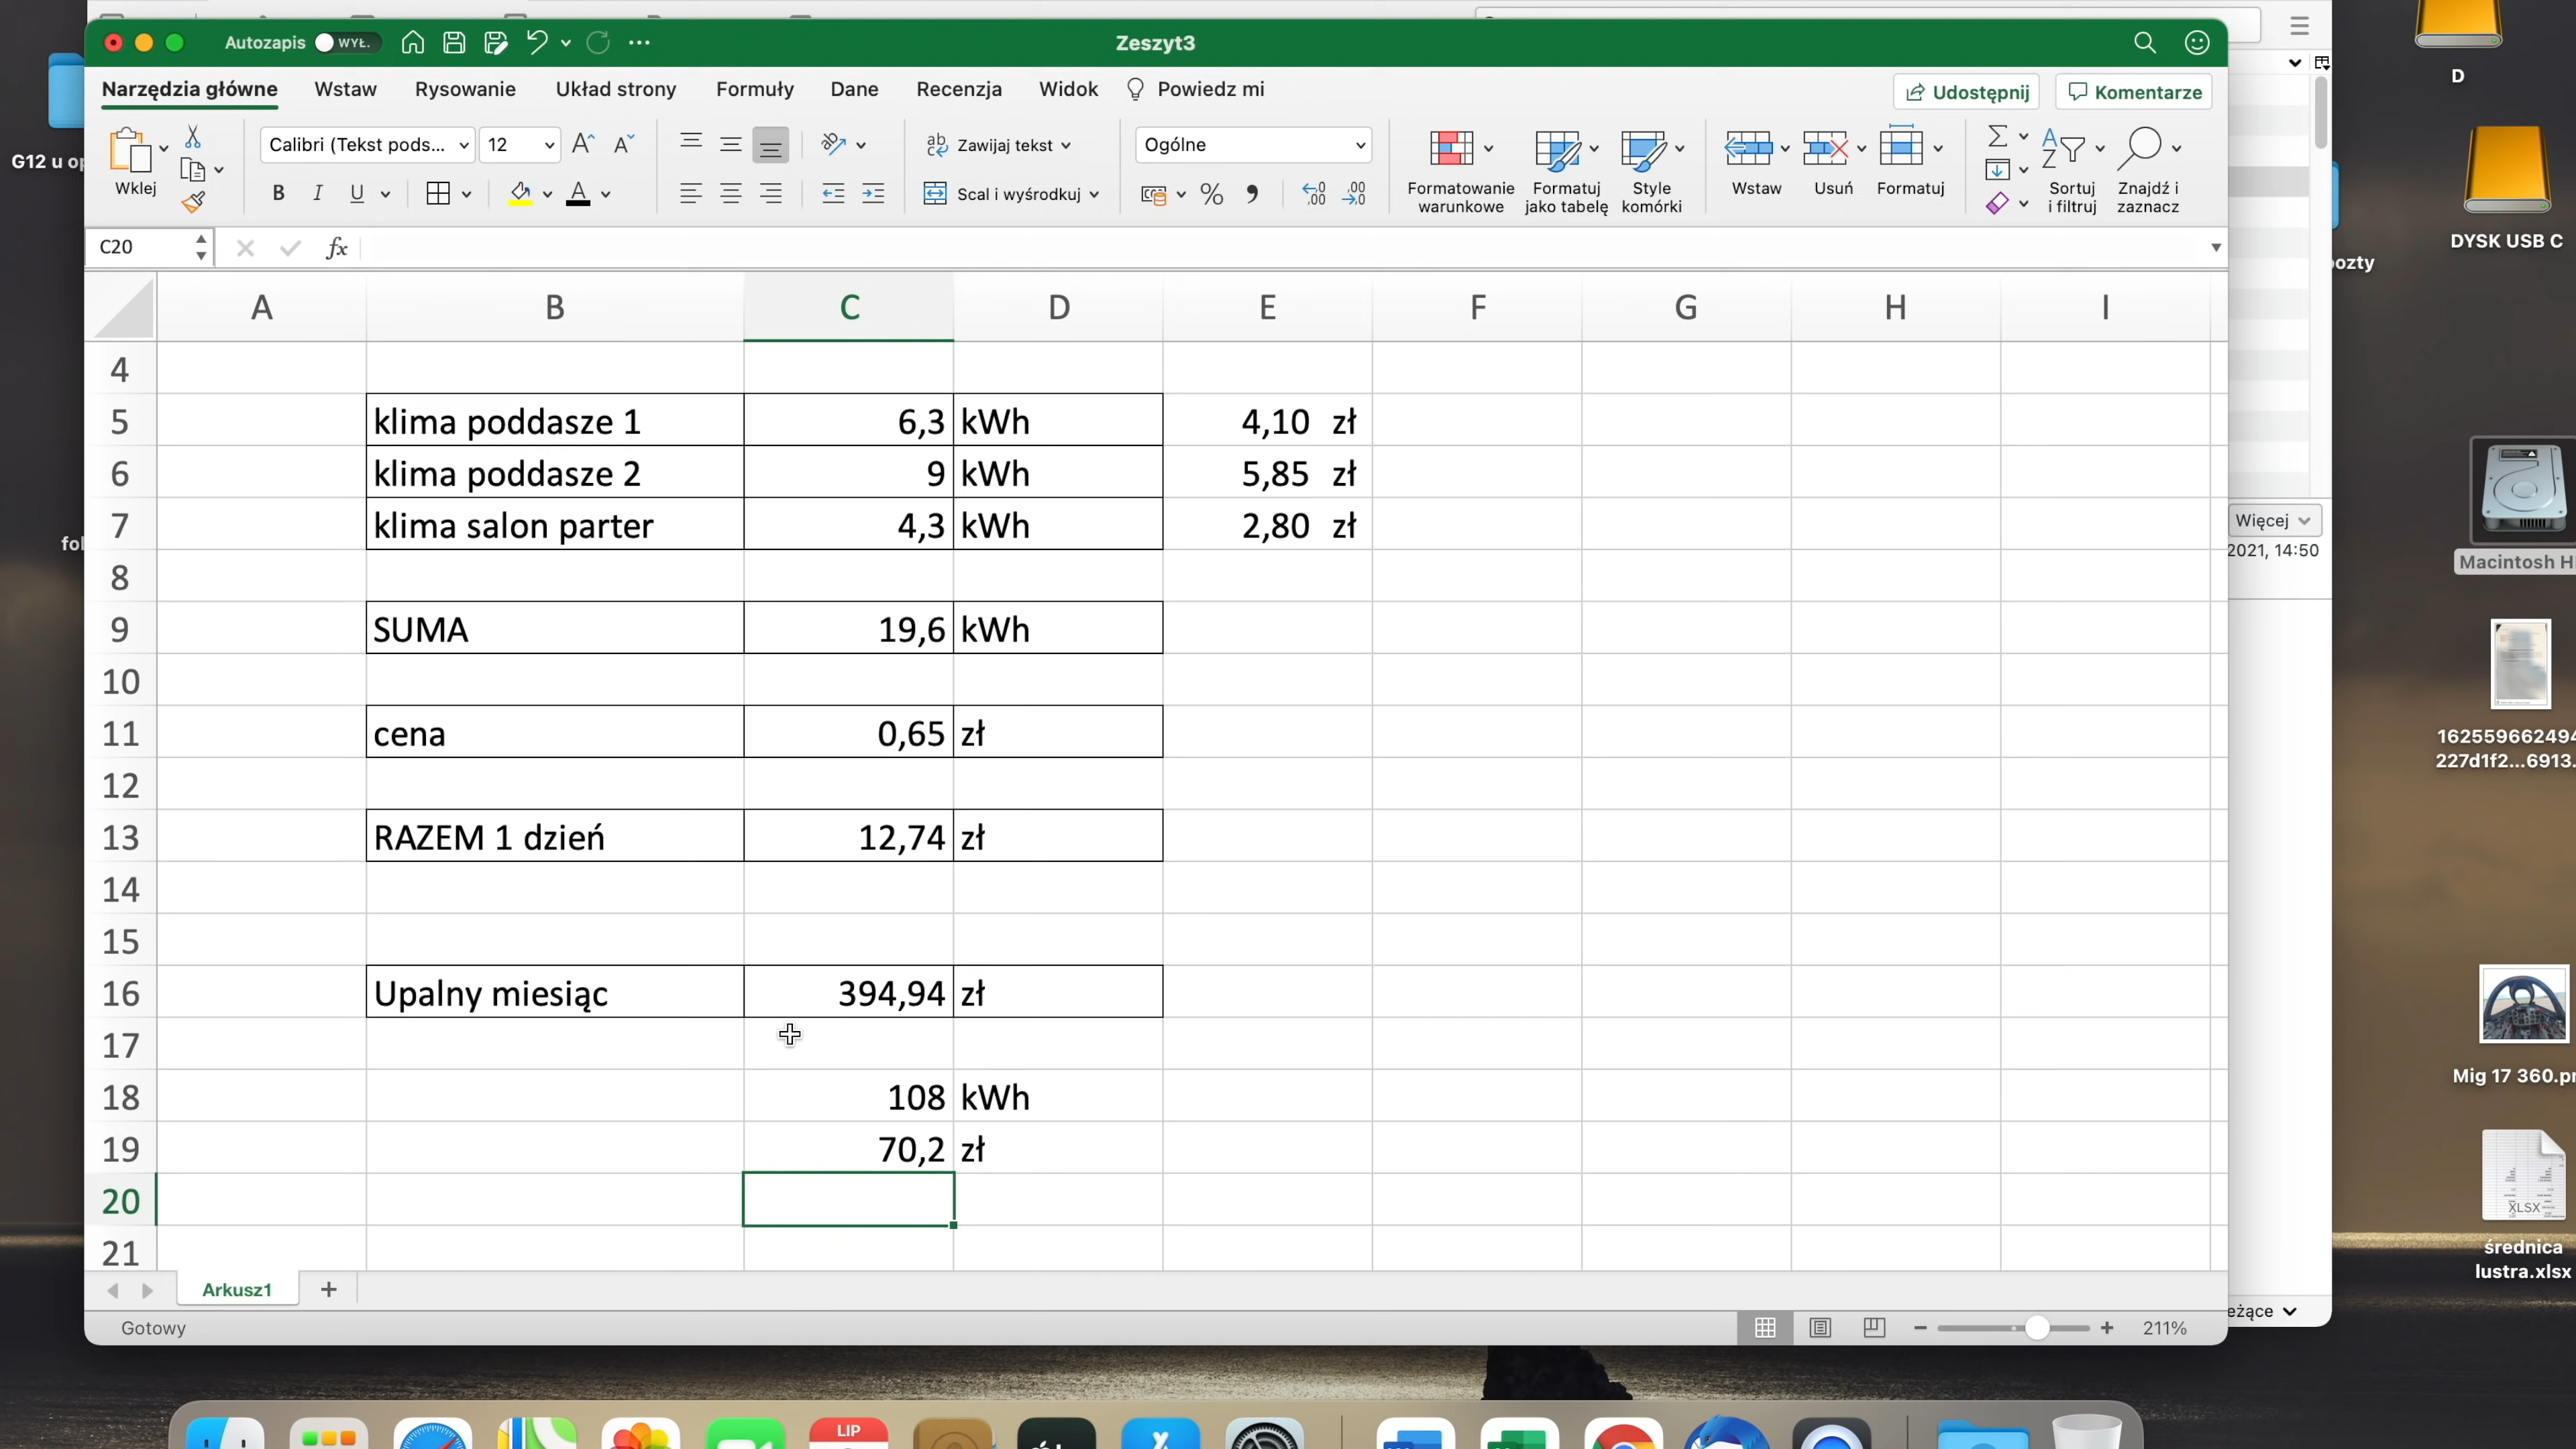 Autozapis WYŁ.
Zeszyt3
Narzędzia główne Wstaw Rysowanie Układ strony Formuły Dane Recenzja Widok Powiedz mi
Udostępnij Komentarze
Wklej
Calibri (Tekst pods... 12
Zawijaj tekst
Scal i wyśrodkuj
Ogólne
Formatowanie warunkowe
Formatuj jako tabelę
Style komórki
Wstaw
Usuń
Formatuj
Sortuj i filtruj
Znajdź i zaznacz
C20 fx
A B C D E F G H I
4
5 klima poddasze 1 6,3 kWh 4,10 zł
6 klima poddasze 2 9 kWh 5,85 zł
7 klima salon parter 4,3 kWh 2,80 zł
8
9 SUMA 19,6 kWh
10
11 cena 0,65 zł
12
13 RAZEM 1 dzień 12,74 zł
14
15
16 Upalny miesiąc 394,94 zł
17
18 108 kWh
19 70,2 zł
20
21
Arkusz1
Gotowy
211%
G12 u
D
DYSK USB C
Więcej
2021, 14:50
Macintosh
XLSX
średnica
lustra.xlsx
Mig 17 360
227d1f2...6913.
LIP